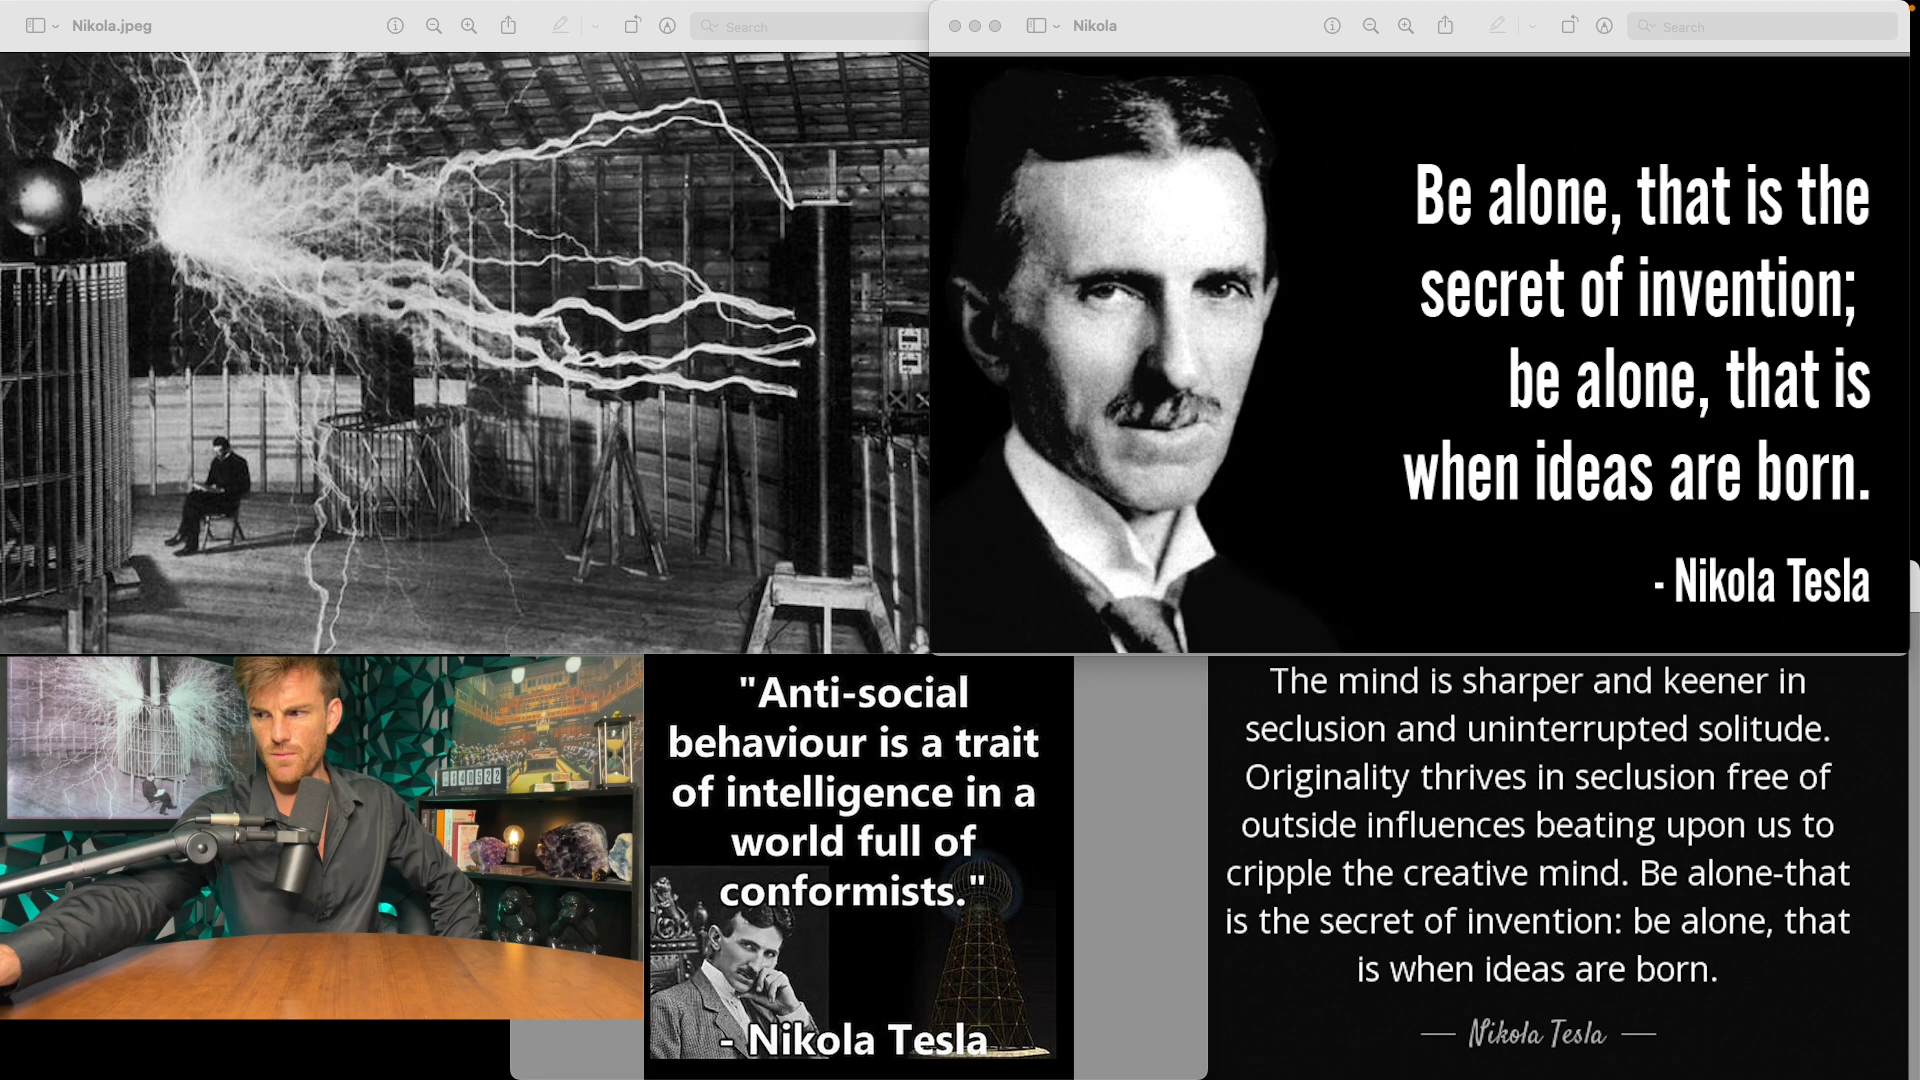 Nikola.jpeg
Search
Nikola
Search
Be alone, that is the
secret of invention;
be alone, that is
when ideas are born.
- Nikola Tesla
"Anti-social
behaviour is a trait
of intelligence in a
world full of
conformists."
- Nikola Tesla
The mind is sharper and keener in
seclusion and uninterrupted solitude.
Originality thrives in seclusion free of
outside influences beating upon us to
cripple the creative mind. Be alone-that
is the secret of invention: be alone, that
is when ideas are born.
Nikola Tesla